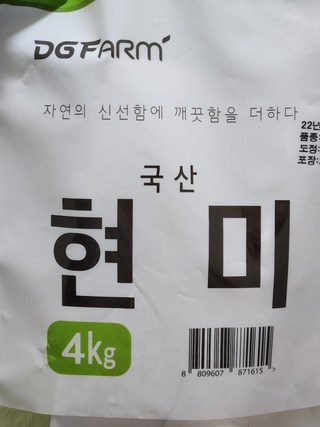 DGFARM
자연의 신선함에 깨끗함을 더하다
22년
품종:
도정:
포장:
국산
현미
4kg
8 809607 871615 >